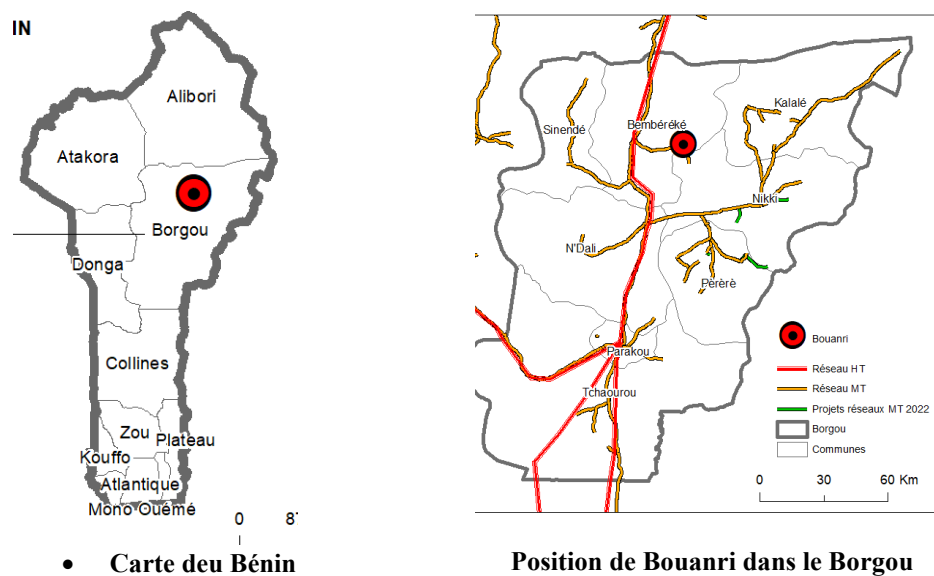 IN
Alibori
Atakora
Borgou
Donga
Collines
Zou
Plateau
Kouffo
Atlantique
Mono Ouémé
0 8
• Carte deu Bénin
Kalalé
Sinendé
Bembéréké
Nikki
N'Dali
Pèrèrè
Parakou
Tchaourou
Bouanri
Réseau HT
Réseau MT
Projets réseaux MT 2022
Borgou
Communes
0 30 60 Km
Position de Bouanri dans le Borgou